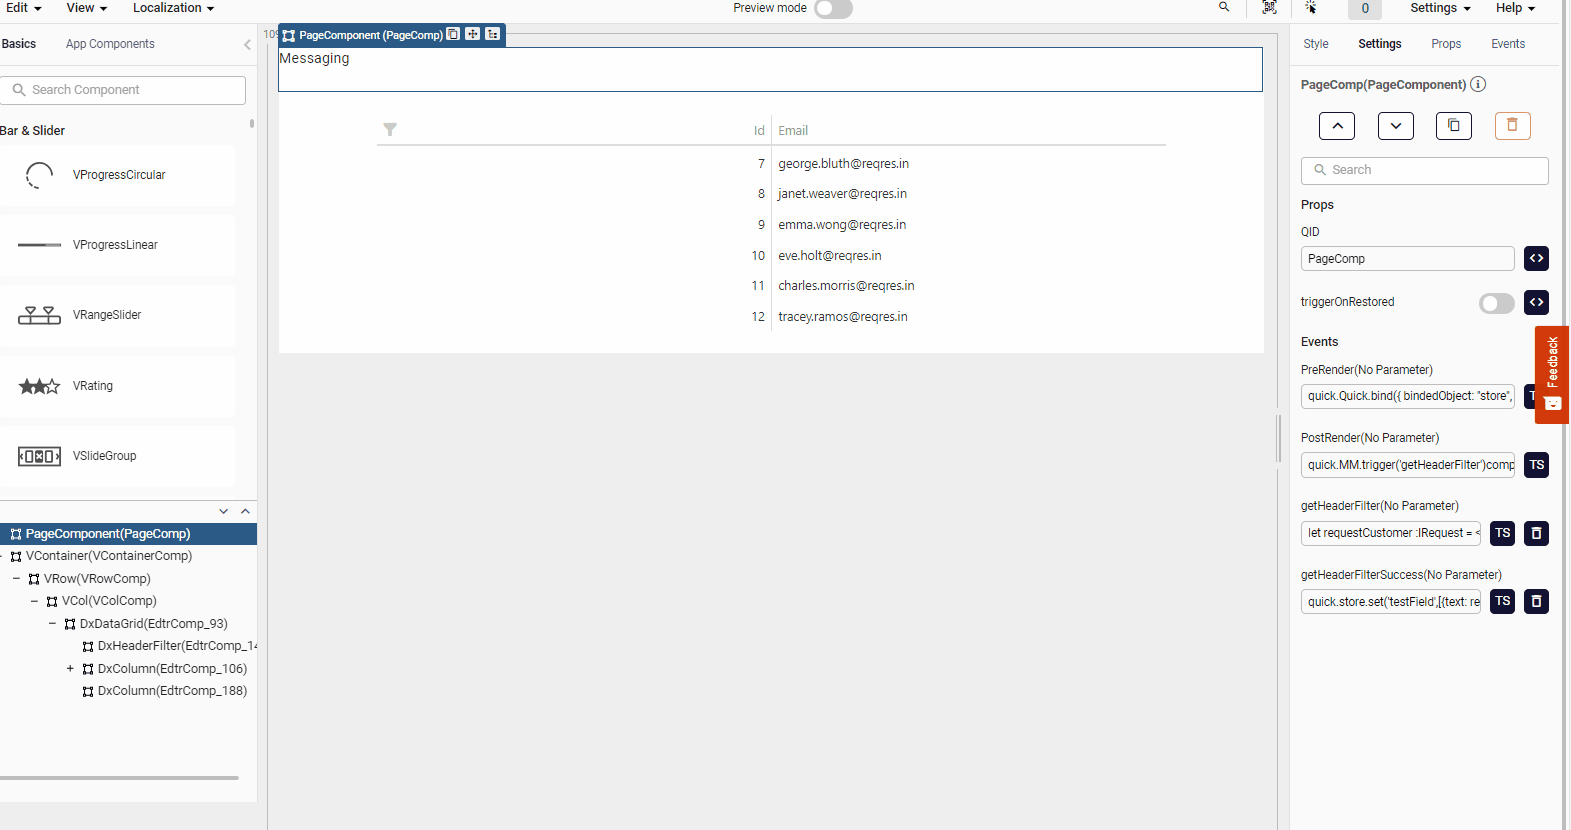 Edit
View
Localization
Preview mode
0
Settings
Help
Basics
App Components
Search Component
Bar & Slider
VProgressCircular
VProgressLinear
VRangeSlider
VRating
VSlideGroup
PageComponent(PageComp)
VContainer(VContainerComp)
VRow(VRowComp)
VCol(VColComp)
DxDataGrid(EdtrComp_93)
DxHeaderFilter(EdtrComp_14
DxColumn(EdtrComp_106)
DxColumn(EdtrComp_188)
109
PageComponent (PageComp)
Messaging
Id Email
7 george.bluth@reqres.in
8 janet.weaver@reqres.in
9 emma.wong@reqres.in
10 eve.holt@reqres.in
11 charles.morris@reqres.in
12 tracey.ramos@reqres.in
Style Settings Props Events
PageComp(PageComponent)
Search
Props
QID
PageComp
triggerOnRestored
Events
PreRender(No Parameter)
quick.Quick.bind({ bindedObject: "store",
PostRender(No Parameter)
quick.MM.trigger('getHeaderFilter')comp
TS
getHeaderFilter(No Parameter)
let requestCustomer :IRequest = <
TS
getHeaderFilterSuccess(No Parameter)
quick.store.set('testField',[{text: re
TS
Feedback